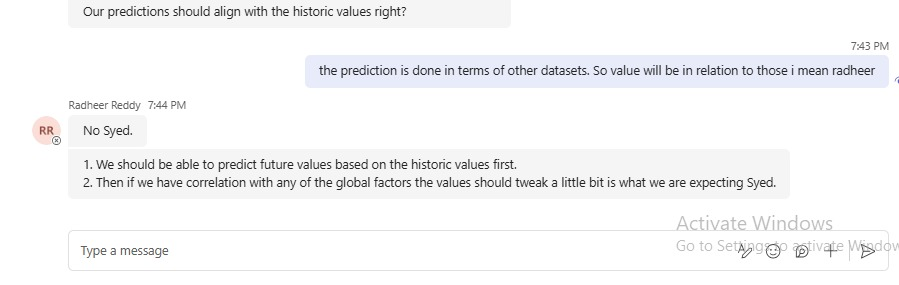 Our predictions should align with the historic values right?
7:43 PM
the prediction is done in terms of other datasets. So value will be in relation to those i mean radheer
Radheer Reddy 7:44 PM
RR
No Syed.
1. We should be able to predict future values based on the historic values first.
2. Then if we have correlation with any of the global factors the values should tweak a little bit is what we are expecting Syed.
Activate Windows
Go to Settings to activate Window
Type a message